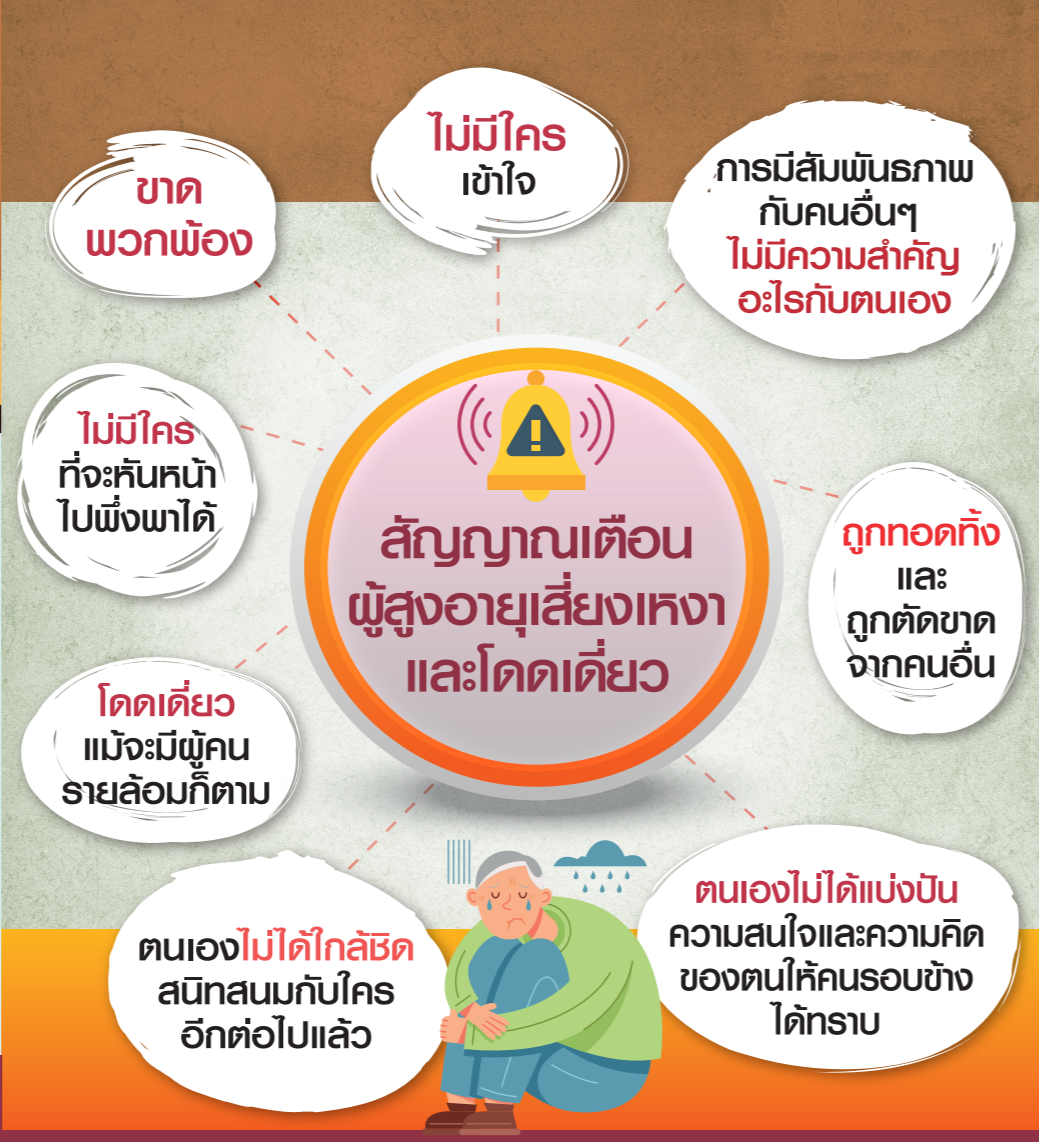 สัญญาณเตือน
ผู้สูงอายุเสี่ยงเหงา
และโดดเดี่ยว
ไม่มีใคร
เข้าใจ
การมีสัมพันธภาพ
กับคนอื่นๆ
ไม่มีความสำคัญ
อะไรกับตนเอง
ถูกทอดทิ้ง
และ
ถูกตัดขาด
จากคนอื่น
ตนเองไม่ได้แบ่งปัน
ความสนใจและความคิด
ของตนให้คนรอบข้าง
ได้ทราบ
ตนเองไม่ได้ใกล้ชิด
สนิทสนมกับใคร
อีกต่อไปแล้ว
โดดเดี่ยว
แม้จะมีผู้คน
รายล้อมก็ตาม
ไม่มีใคร
ที่จะหันหน้า
ไปพึ่งพาได้
ขาด
พวกพ้อง